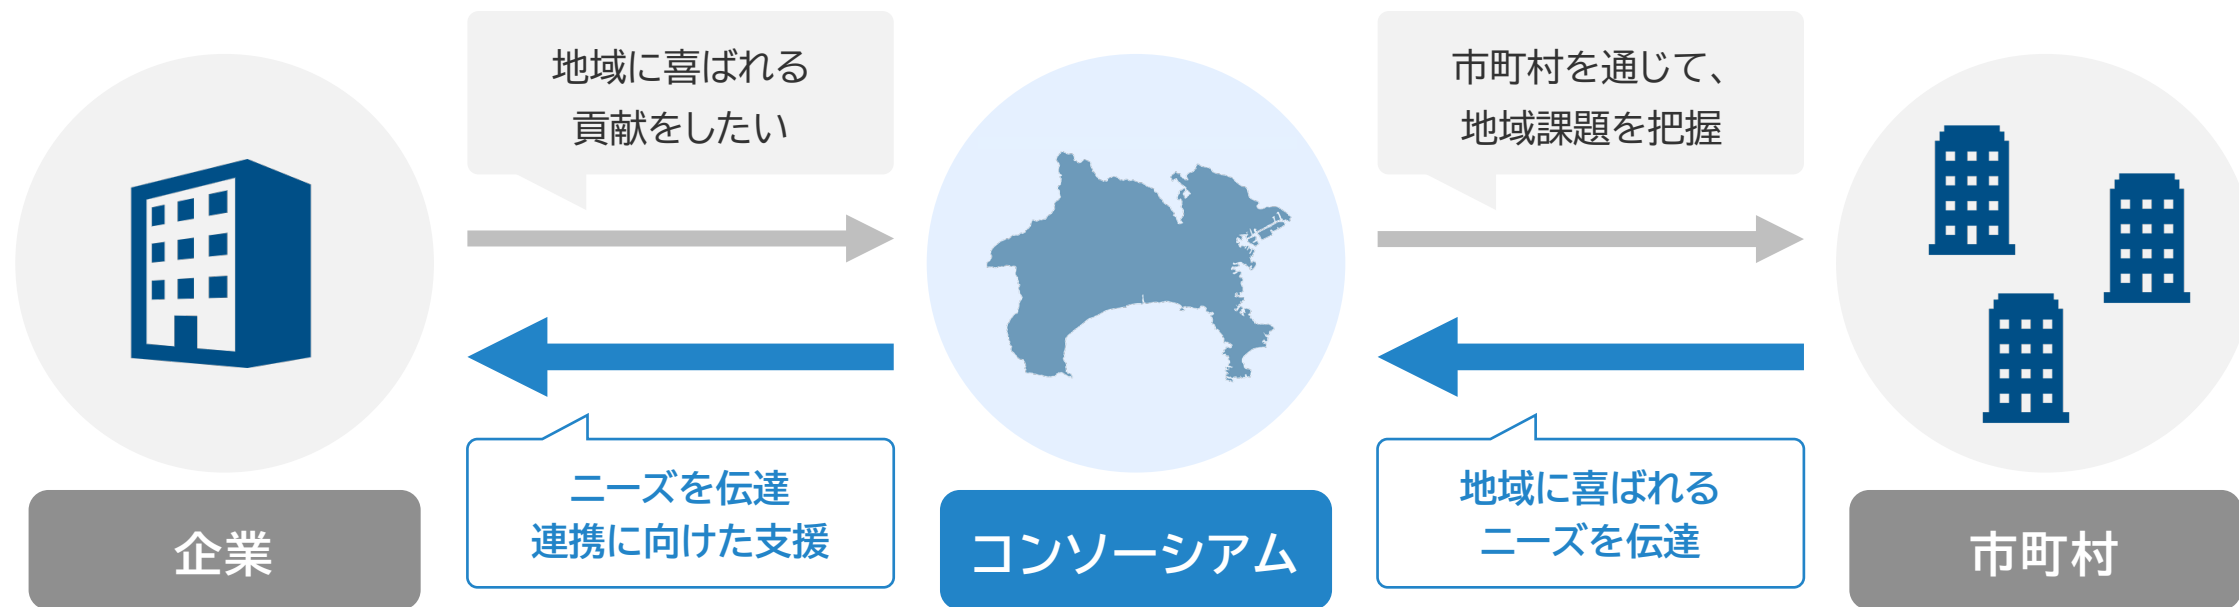 地域に喜ばれる
貢献をしたい
市町村を通じて、
地域課題を把握
ニーズを伝達
連携に向けた支援
地域に喜ばれる
ニーズを伝達
企業
コンソーシアム
市町村